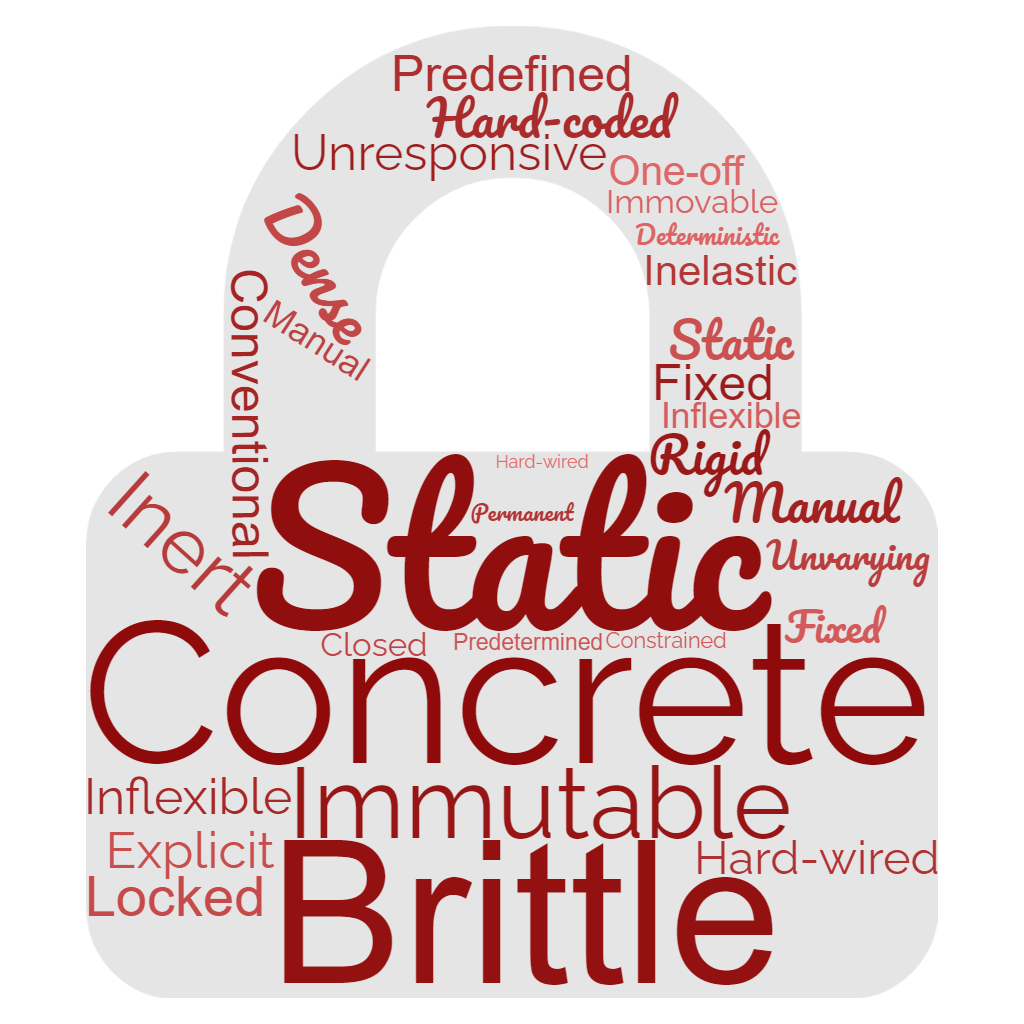 Predefined
Hard-coded
Unresponsive
One-off
Immovable
Dense
Deterministic
Inelastic
Conventional
Manual
Static
Fixed
Inflexible
Rigid
Hard-wired
Static
Inert
Manual
Permanent
Unvarying
Fixed
Closed
Predetermined
Constrained
Concrete
Inflexible
Immutable
Explicit
Hard-wired
Locked
Brittle